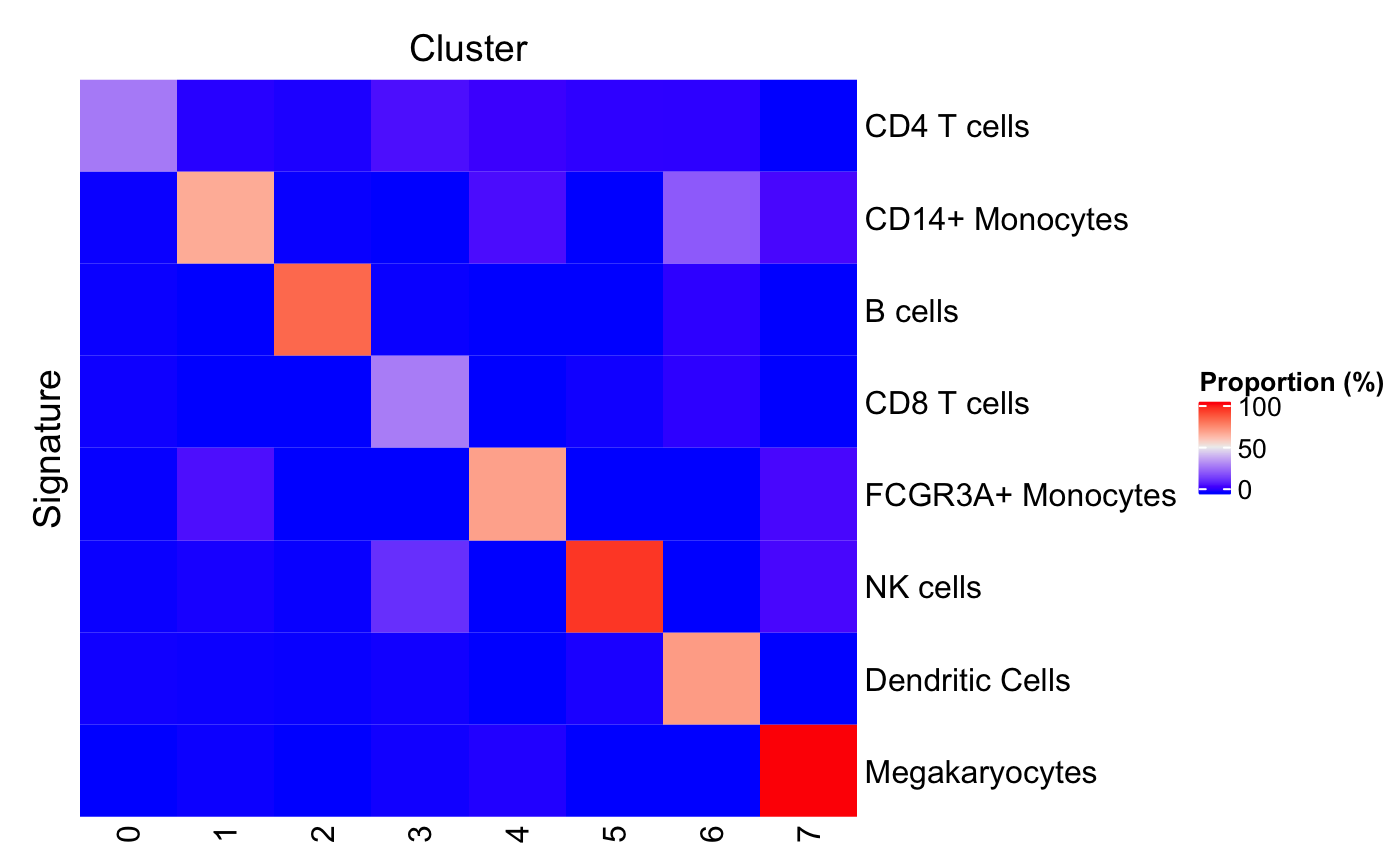 Cluster
CD4 T cells
CD14+ Monocytes
B cells
CD8 T cells
FCGR3A+ Monocytes
NK cells
Dendritic Cells
Megakaryocytes
Signature
0 1 2 3 4 5 6 7
Proportion (%)
100
50
0